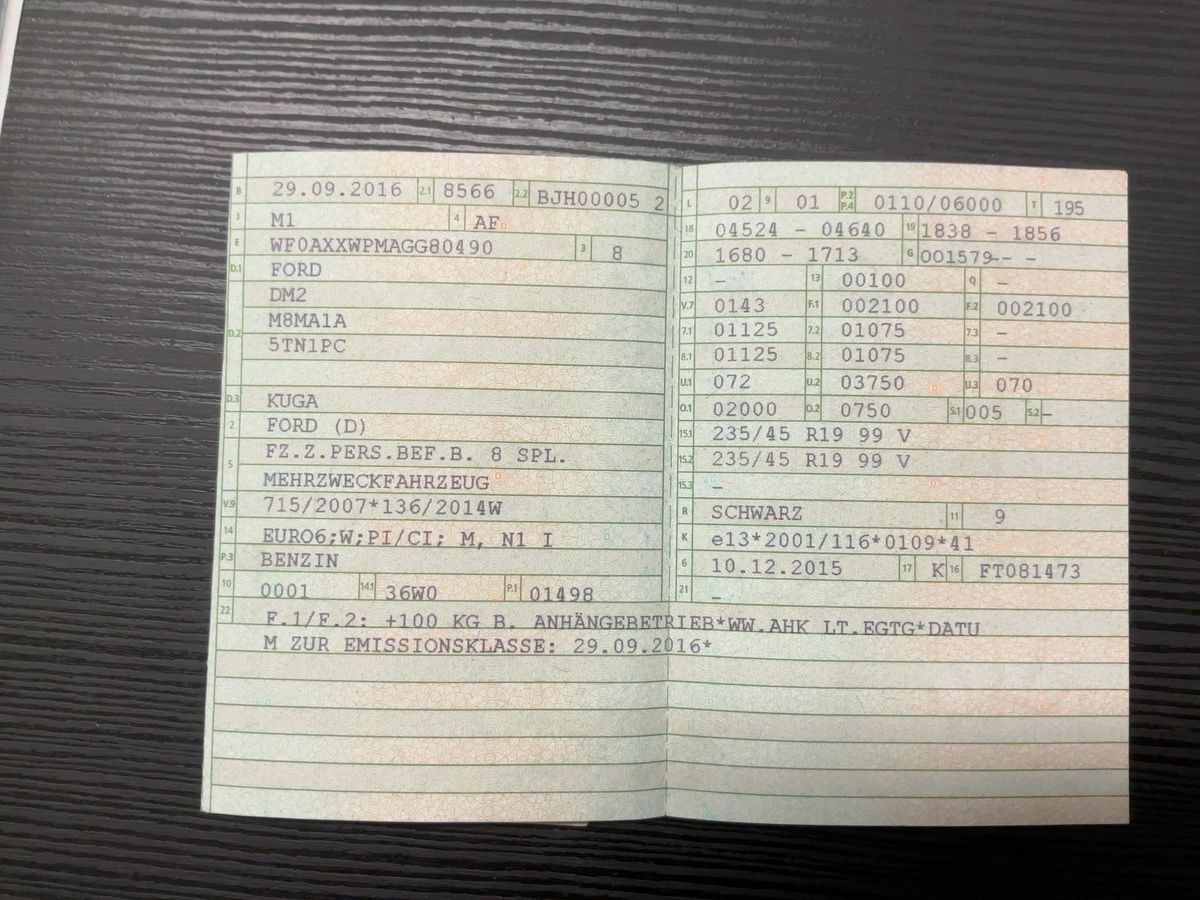 B 29.09.2016 2.1 8566 2.2 BJH00005 2
J M1 4 AF
E WF0AXXWPMAGG80490 3 8
D.1 FORD
D.2 DM2
M8MA1A
5TN1PC
D.3 KUGA
2 FORD (D)
5 FZ.Z.PERS.BEF.B. 8 SPL.
MEHRZWECKFAHRZEUG
V.9 715/2007*136/2014W
14 EURO6;W;PI/CI; M, N1 I
P.3 BENZIN
10 0001 14.1 36W0 P.1 01498
L 02 9 01 P.2 P.4 0110/06000 T 195
18 04524 - 04640 19 1838 - 1856
20 1680 - 1713 G 001579-- -
12 - 13 00100 Q -
V.7 0143 F.1 002100 F.2 002100
7.1 01125 7.2 01075 7.3 -
8.1 01125 8.2 01075 8.3 -
U.1 072 U.2 03750 U.3 070
O.1 02000 O.2 0750 S.1 005 S.2 -
15.1 235/45 R19 99 V
15.2 235/45 R19 99 V
15.3 -
R SCHWARZ 11 9
K e13*2001/116*0109*41
6 10.12.2015 17 K 16 FT081473
21 -
22 F.1/F.2: +100 KG B. ANHÄNGEBETRIEB*WW.AHK LT.EGTG*DATU
M ZUR EMISSIONSKLASSE: 29.09.2016*